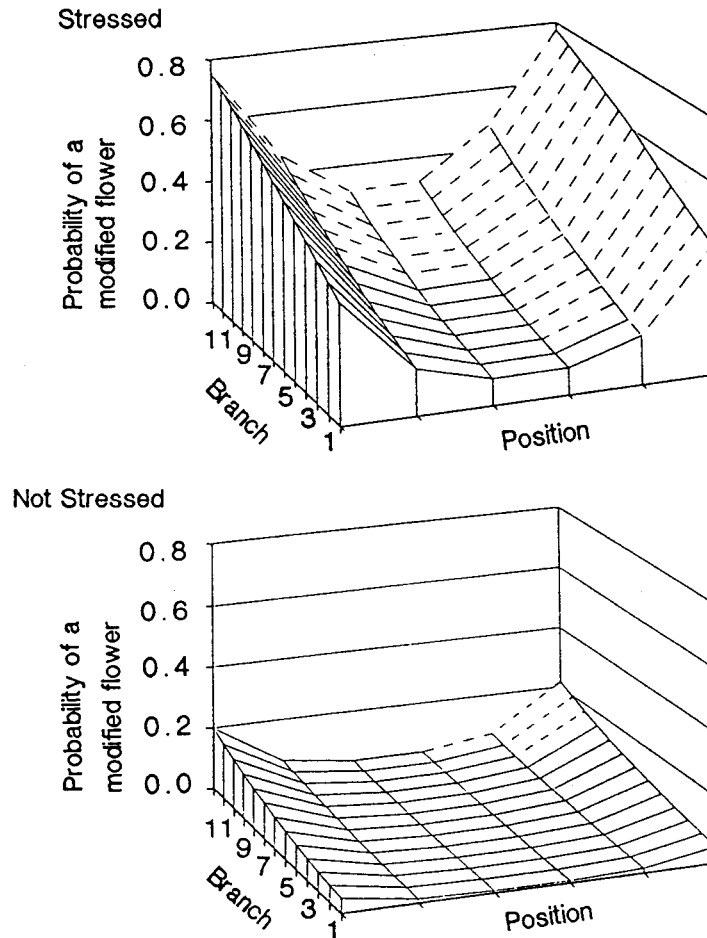 Stressed
0.8
0.6
0.4
0.2
0.0
Probability of a
modified flower
11
9
7
5
3
1
Branch
Position
Not Stressed
0.8
0.6
0.4
0.2
0.0
Probability of a
modified flower
11
9
7
5
3
1
Branch
Position